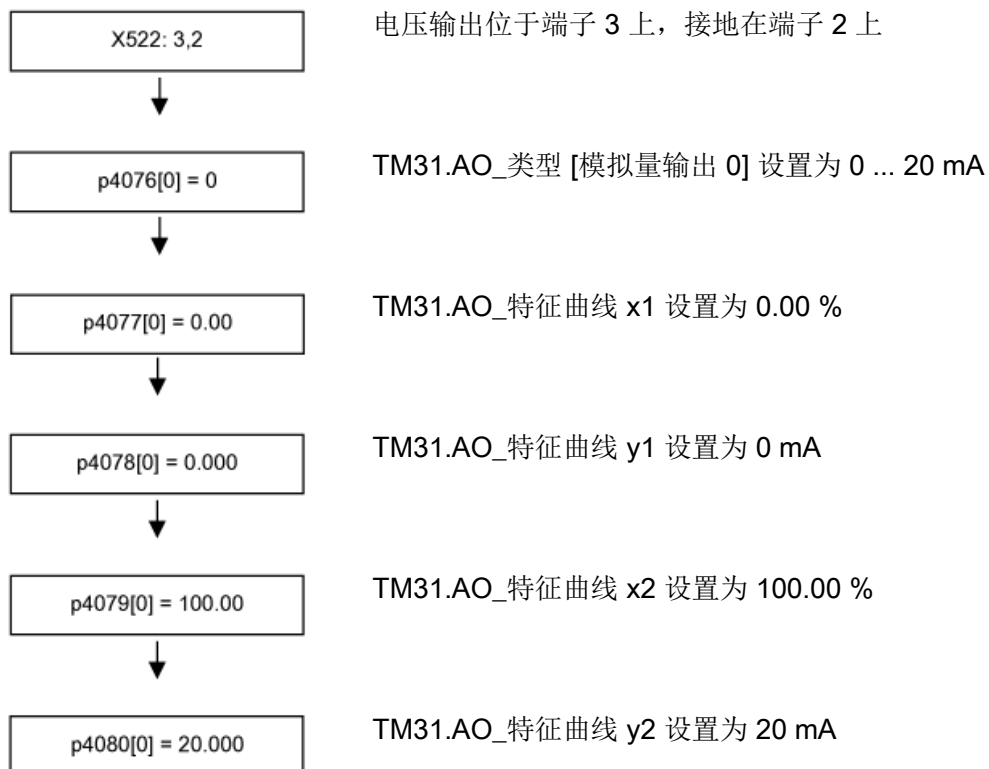 X522: 3,2
电压输出位于端子 3 上，接地在端子 2 上
p4076[0] = 0
TM31.AO_类型 [模拟量输出 0] 设置为 0 ... 20 mA
p4077[0] = 0.00
TM31.AO_特征曲线 x1 设置为 0.00 %
p4078[0] = 0.000
TM31.AO_特征曲线 y1 设置为 0 mA
p4079[0] = 100.00
TM31.AO_特征曲线 x2 设置为 100.00 %
p4080[0] = 20.000
TM31.AO_特征曲线 y2 设置为 20 mA